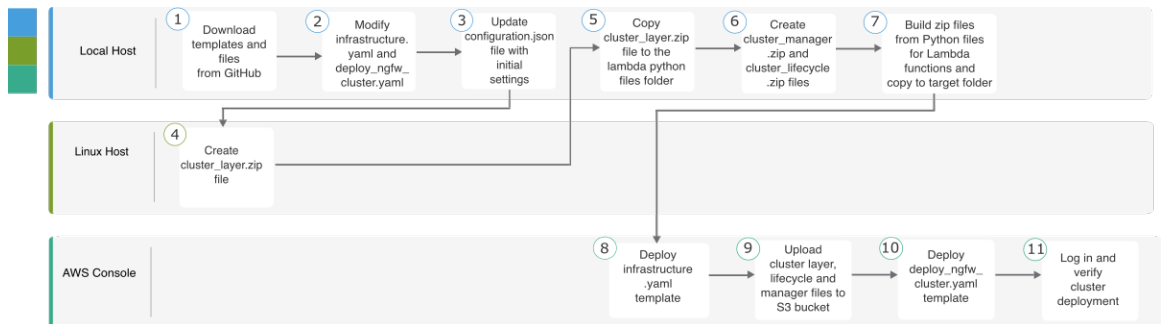 Local Host
1
Download
templates and
files
from GitHub
2
Modify
infrastructure.
yaml and
deploy_ngfw_
cluster.yaml
3
Update
configuration.json
file with
initial
settings
5
Copy
cluster_layer.zip
file to the
lambda python
files folder
6
Create
cluster_manager
.zip and
cluster_lifecycle
.zip files
7
Build zip files
from Python files
for Lambda
functions and
copy to target folder
Linux Host
4
Create
cluster_layer.zip
file
AWS Console
8
Deploy
infrastructure
.yaml
template
9
Upload
cluster layer,
lifecycle and
manager files to
S3 bucket
10
Deploy
deploy_ngfw_
cluster.yaml
template
11
Log in and
verify
cluster
deployment